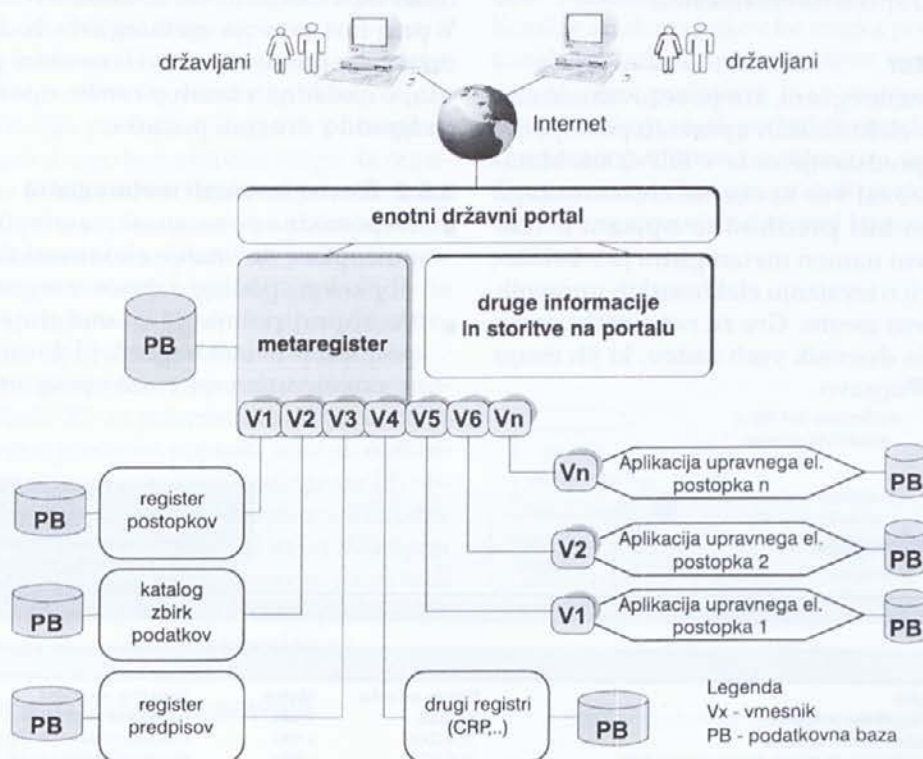 državljani
državljani
Internet
enotni državni portal
PB
metaregister
druge informacije
in storitve na portalu
V1 V2 V3 V4 V5 V6 Vn
PB
register
postopkov
Vn
Aplikacija upravnega el.
postopka n
PB
V2
Aplikacija upravnega el.
postopka 2
PB
PB
katalog
zbirk
podatkov
V1
Aplikacija upravnega el.
postopka 1
PB
PB
register
predpisov
drugi registri
(CRP,..)
PB
Legenda
Vx - vmesnik
PB - podatkovna baza